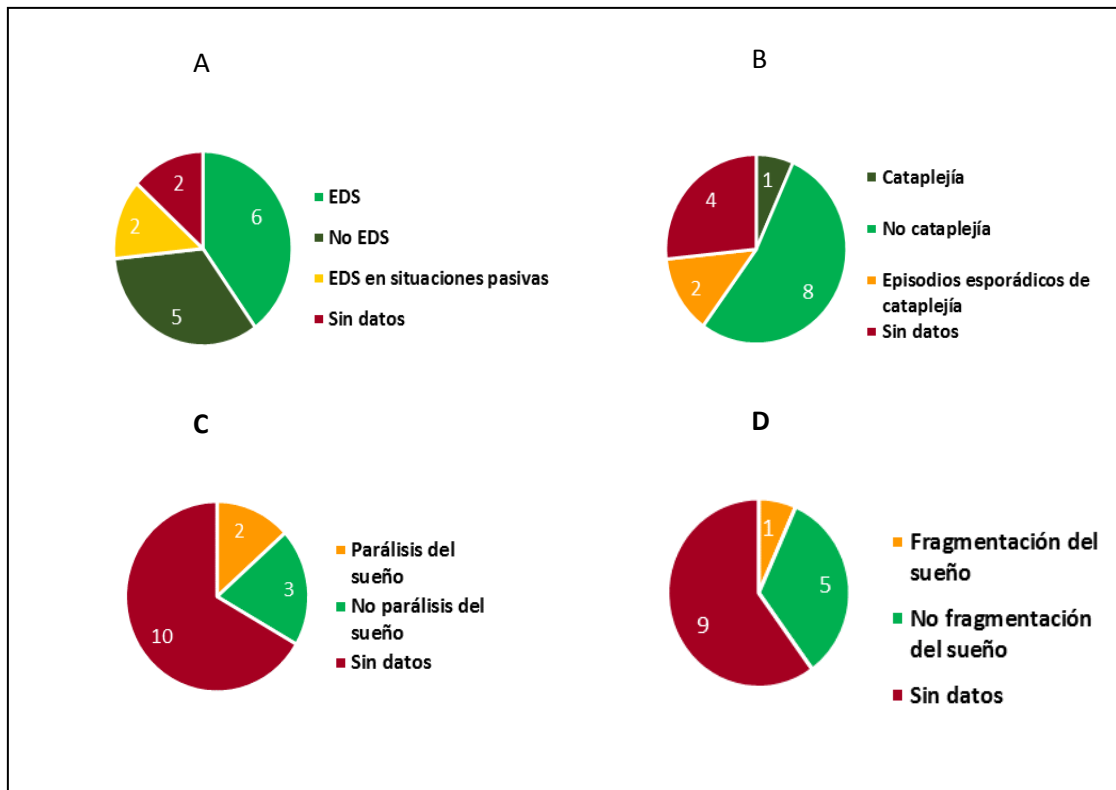 A
6
5
2
2
EDS
No EDS
EDS en situaciones pasivas
Sin datos
B
1
8
2
4
Cataplejía
No cataplejía
Episodios esporádicos de
cataplejía
Sin datos
C
2
3
10
Parálisis del
sueño
No parálisis del
sueño
Sin datos
D
1
5
9
Fragmentación del
sueño
No fragmentación
del sueño
Sin datos